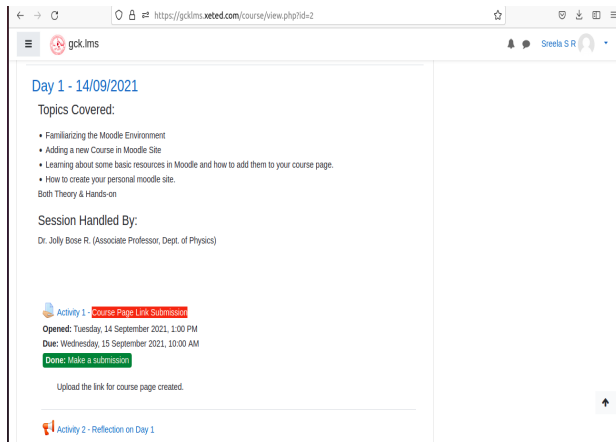 https://gcklms.xeted.com/course/view.php?id=2
gck.lms
Sreela S R
Day 1 - 14/09/2021
Topics Covered:
• Familiarizing the Moodle Environment
• Adding a new Course in Moodle Site
• Learning about some basic resources in Moodle and how to add them to your course page.
• How to create your personal moodle site.
Both Theory & Hands-on
Session Handled By:
Dr. Jolly Bose R. (Associate Professor, Dept. of Physics)
Activity 1 - Course Page Link Submission
Opened: Tuesday, 14 September 2021, 1:00 PM
Due: Wednesday, 15 September 2021, 10:00 AM
Done: Make a submission
Upload the link for course page created.
Activity 2 - Reflection on Day 1